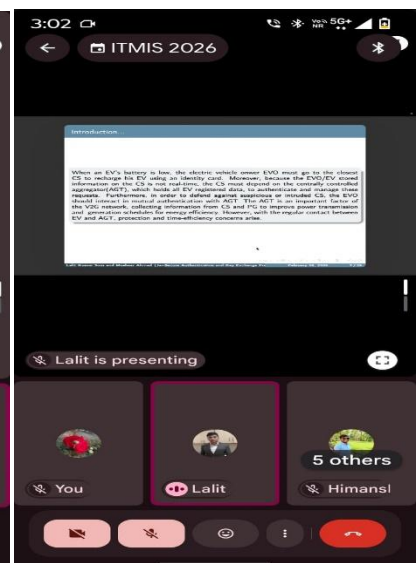 3:02
Vo» NR 5G+
ITMIS 2026
Introduction...
When an EV's battery is low, the electric vehicle owner EVO must go to the closest
CS to recharge his EV using an identity card. Moreover, because the EVO/EV stored
information on the CS is not real-time, the CS must depend on the centrally controlled
aggregator(AGT), which holds all EV registered data, to authenticate and manage these
requests. Furthermore, in order to defend against suspicious or intruded CS, the EVO
should interact in mutual authentication with AGT. The AGT is an important factor of
the V2G network, collecting information from CS and PG to improve power transmission
and generation schedules for energy efficiency. However, with the regular contact between
EV and AGT, protection and time-efficiency concerns arise.
Lalit is presenting
5 others
You
Lalit
Himansl